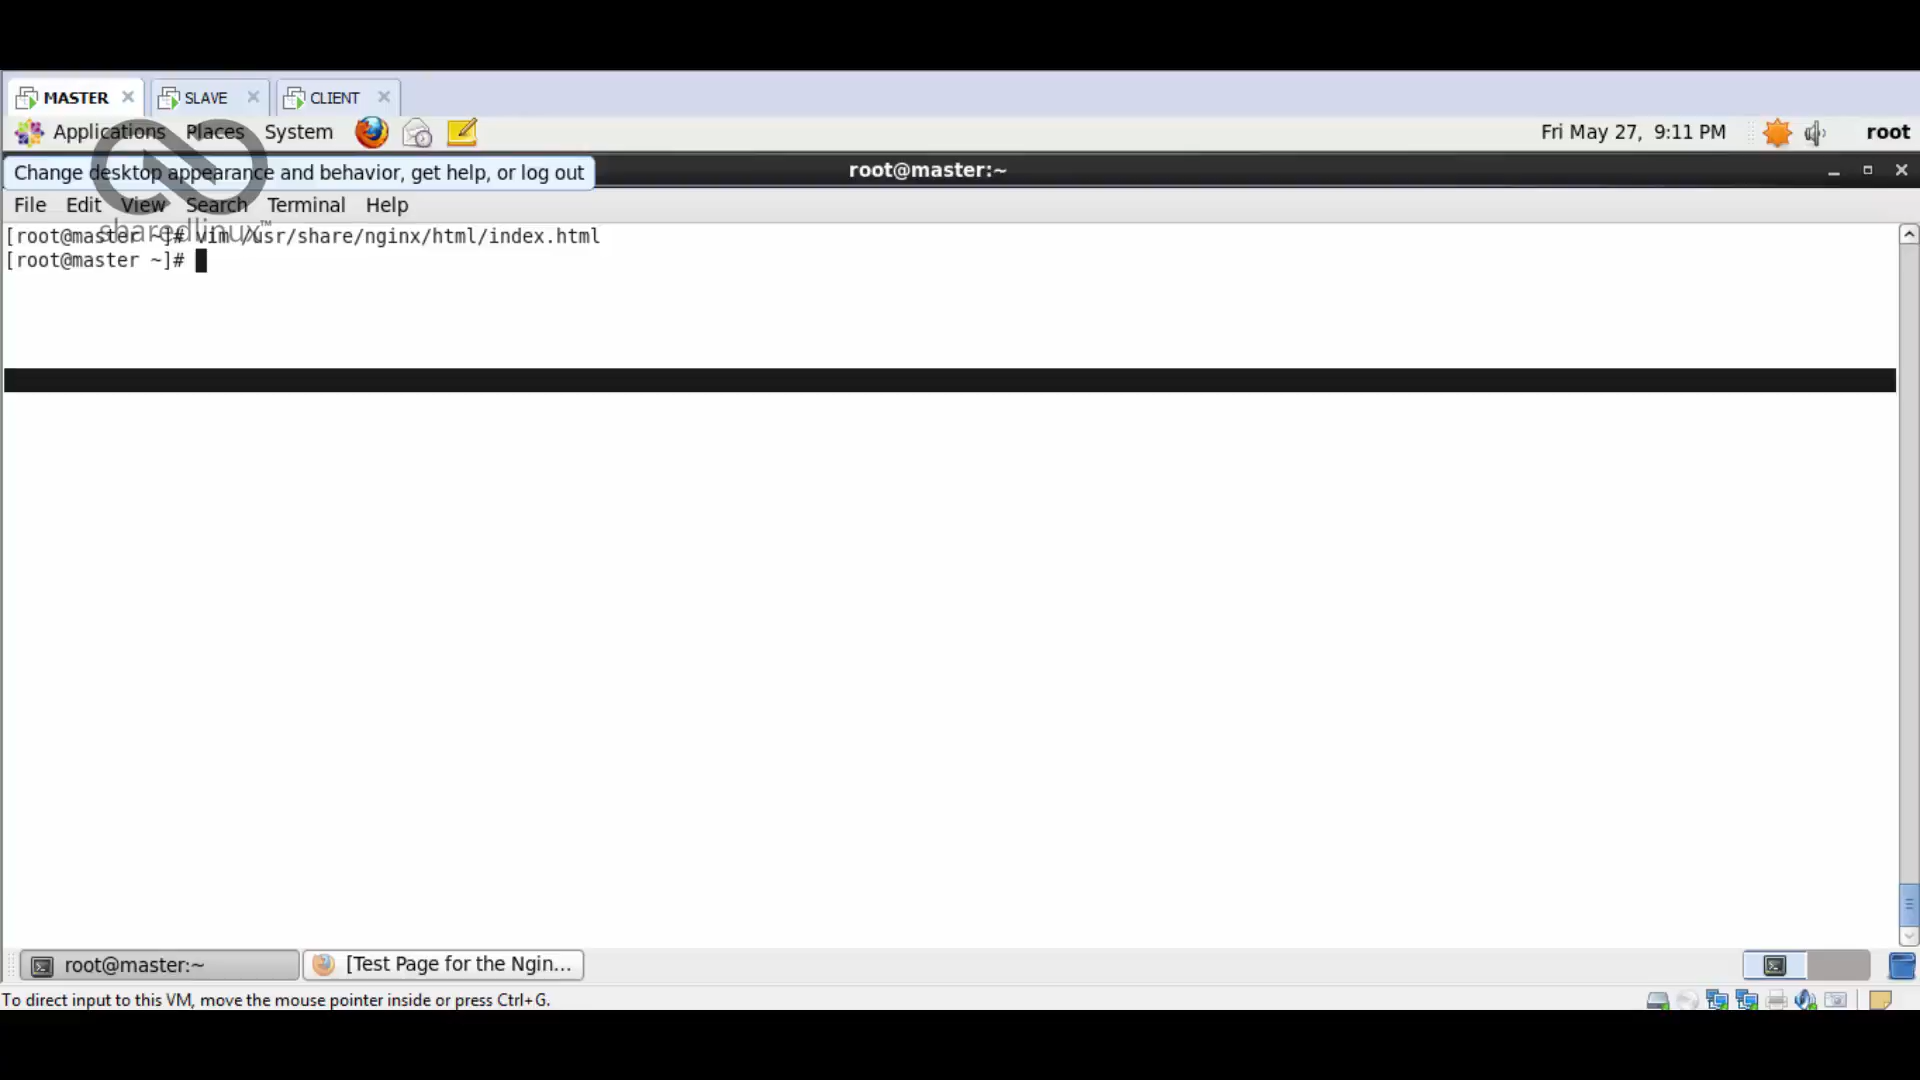 MASTER SLAVE CLIENT
Applications Places System Fri May 27, 9:11 PM root
Change desktop appearance and behavior, get help, or log out root@master:~
File Edit View Search Terminal Help
sharedlinux™
[root@master ~]# vim /usr/share/nginx/html/index.html
[root@master ~]#
root@master:~ [Test Page for the Ngin...
To direct input to this VM, move the mouse pointer inside or press Ctrl+G.